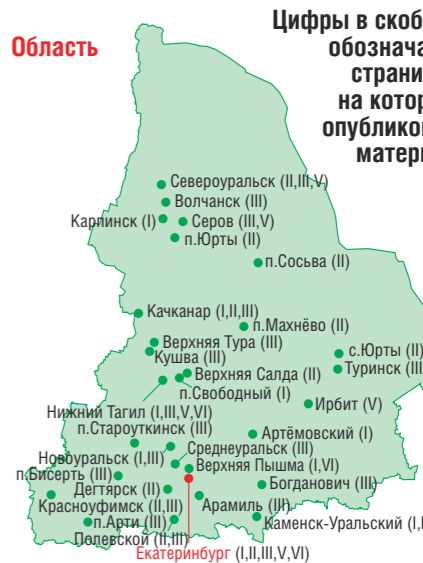 Область
Цифры в скоб
обознача
страни
на котор
опубликов
матери
Североуральск (II,III,V)
Волчанск (III)
Карпинск (I)
Серов (III,V)
п.Юрты (II)
п.Сосьва (II)
Качканар (I,II,III)
п.Махнёво (II)
Верхняя Тура (III)
Кушва (III)
с.Юрты (II)
Туринск (III
Верхняя Салда (II)
п.Свободный (I)
Нижний Тагил (I,III,V,VI)
Ирбит (V)
п.Староуткинск (III)
Артёмовский (I)
Среднеуральск (III)
Новоуральск (I,III)
Верхняя Пышма (I,VI)
п.Бисерть (III)
Богданович (III)
Дегтярск (II)
Красноуфимск (II,III)
Арамиль (III)
п.Арти (III)
Каменск-Уральский (I,I
Полевской (II,III)
Екатеринбург (I,II,III,V,VI)